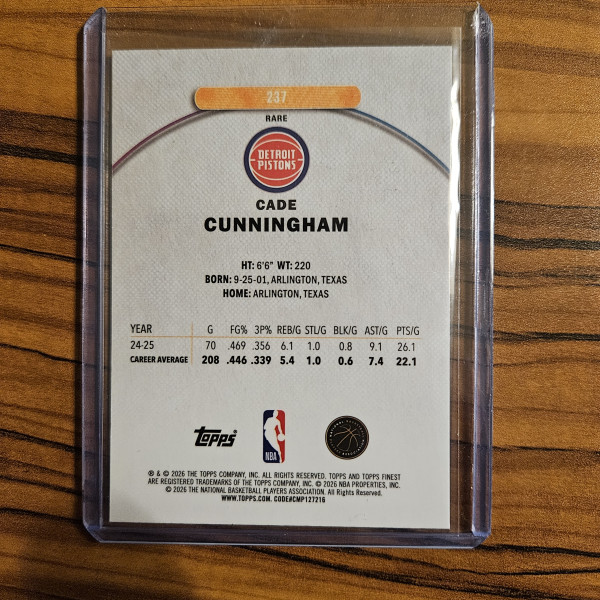 237
RARE
DETROIT
PISTONS
CADE
CUNNINGHAM
HT: 6'6" WT: 220
BORN: 9-25-01, ARLINGTON, TEXAS
HOME: ARLINGTON, TEXAS
YEAR G FG% 3P% REB/G STL/G BLK/G AST/G PTS/G
24-25 70 .469 .356 6.1 1.0 0.8 9.1 26.1
CAREER AVERAGE 208 .446 .339 5.4 1.0 0.6 7.4 22.1
topps®
NBA
® & © 2026 THE TOPPS COMPANY, INC. ALL RIGHTS RESERVED. TOPPS AND TOPPS FINEST
ARE REGISTERED TRADEMARKS OF THE TOPPS COMPANY, INC. © 2026 NBA PROPERTIES, INC.
© 2026 THE NATIONAL BASKETBALL PLAYERS ASSOCIATION. All Rights Reserved.
WWW.TOPPS.COM. CODE#CMP127216